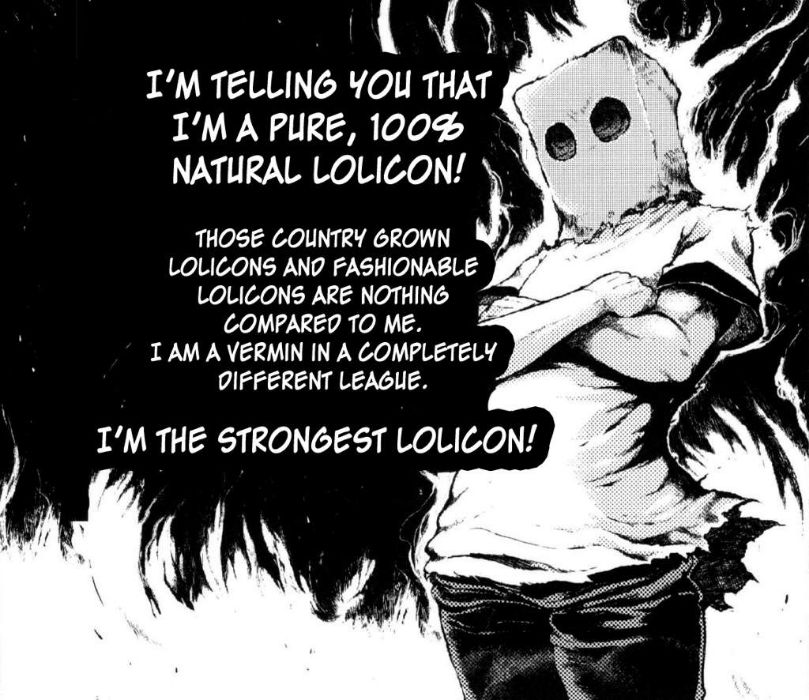 I'M TELLING YOU THAT
I'M A PURE, 100%
NATURAL LOLICON!
THOSE COUNTRY GROWN
LOLICONS AND FASHIONABLE
LOLICONS ARE NOTHING
COMPARED TO ME.
I AM A VERMIN IN A COMPLETELY
DIFFERENT LEAGUE.
I'M THE STRONGEST LOLICON!